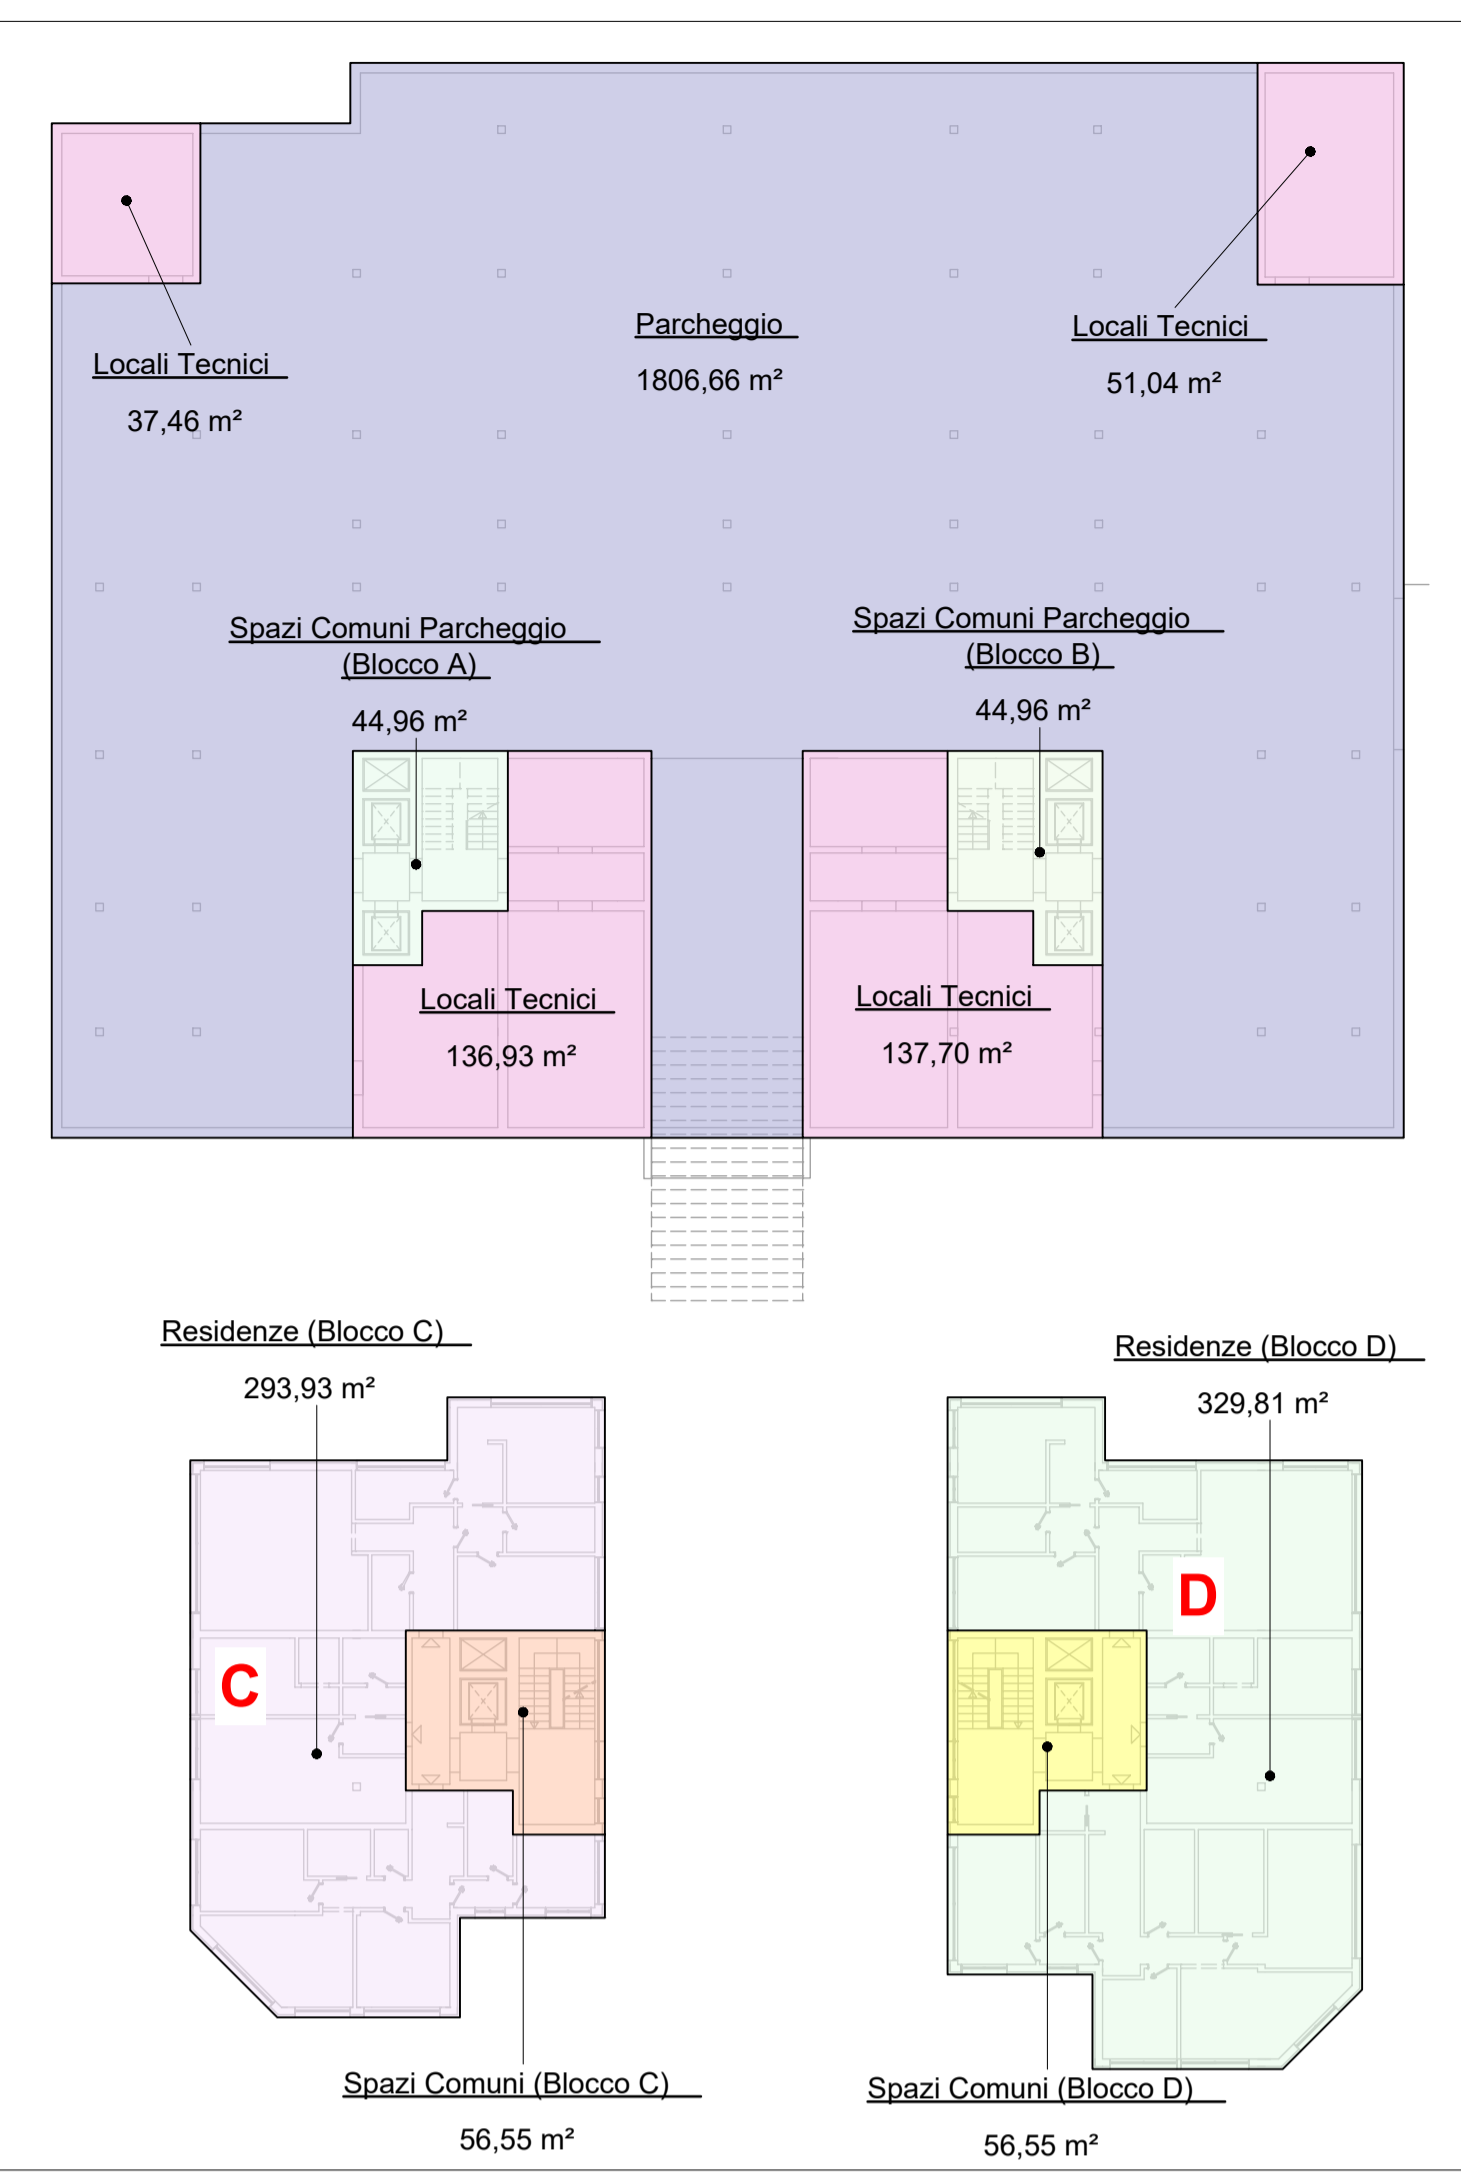 Parcheggio
1806,66 m²
Locali Tecnici
51,04 m²
Locali Tecnici
37,46 m²
Spazi Comuni Parcheggio
(Blocco A)
44,96 m²
Spazi Comuni Parcheggio
(Blocco B)
44,96 m²
Locali Tecnici
136,93 m²
Locali Tecnici
137,70 m²
Residenze (Blocco C)
293,93 m²
Residenze (Blocco D)
329,81 m²
C
D
Spazi Comuni (Blocco C)
56,55 m²
Spazi Comuni (Blocco D)
56,55 m²